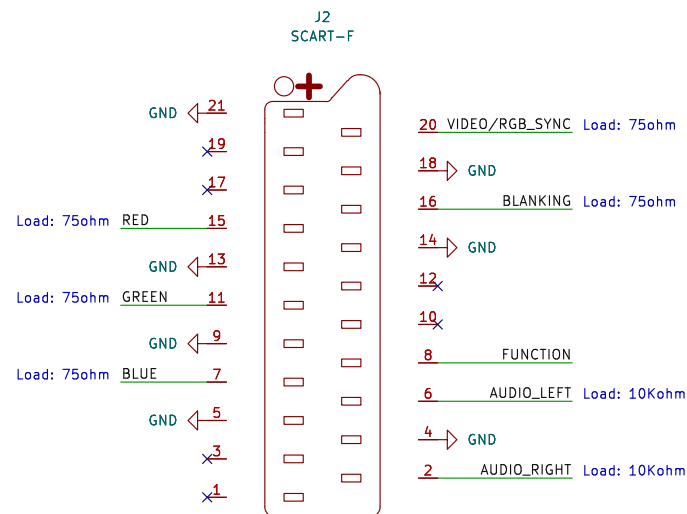 J2
SCART-F
GND 21
20 VIDEO/RGB_SYNC Load: 75ohm
19
18 GND
17
16 BLANKING Load: 75ohm
Load: 75ohm RED 15
14 GND
GND 13
12
Load: 75ohm GREEN 11
10
GND 9
8 FUNCTION
Load: 75ohm BLUE 7
6 AUDIO_LEFT Load: 10Kohm
GND 5
4 GND
3
2 AUDIO_RIGHT Load: 10Kohm
1